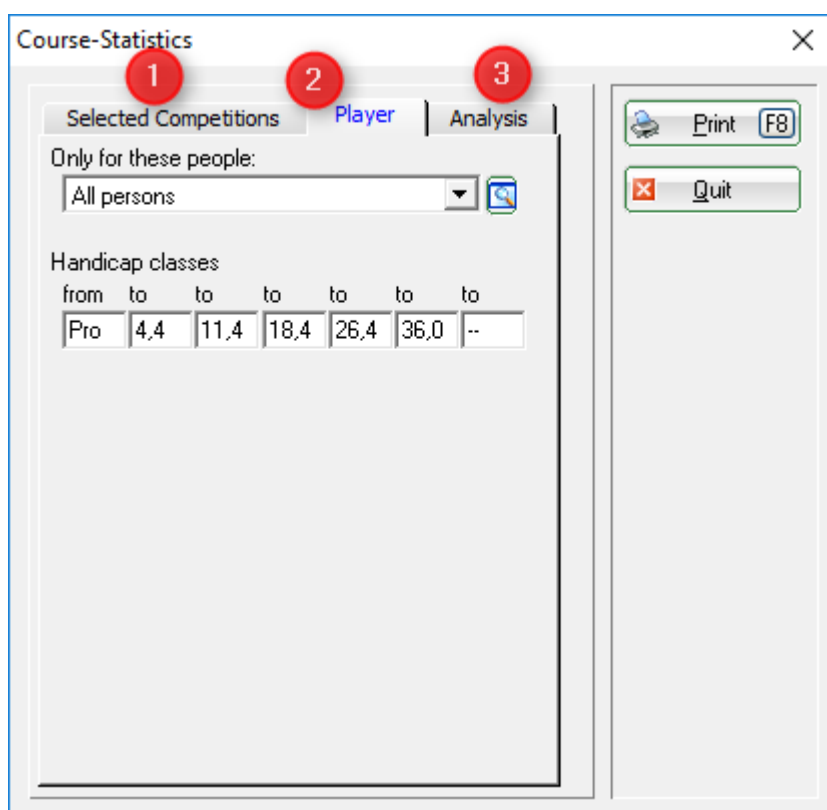 Course-Statistics
1 2 3
Selected Competitions Player Analysis
Only for these people:
All persons
Handicap classes
from to to to to to to
Pro 4,4 11,4 18,4 26,4 36,0 --
Print F8
Quit